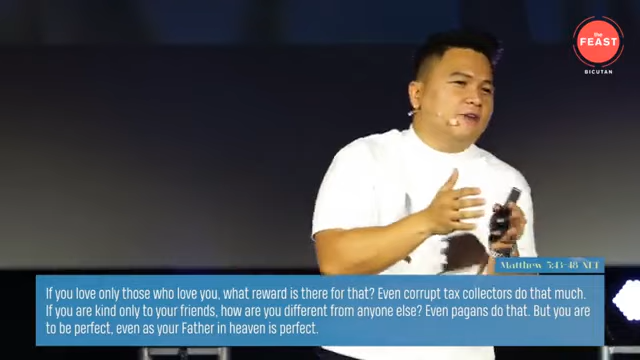 the
FEAST
BICUTAN
Matthew 5:43-48 NLT
If you love only those who love you, what reward is there for that? Even corrupt tax collectors do that much.
If you are kind only to your friends, how are you different from anyone else? Even pagans do that. But you are
to be perfect, even as your Father in heaven is perfect.